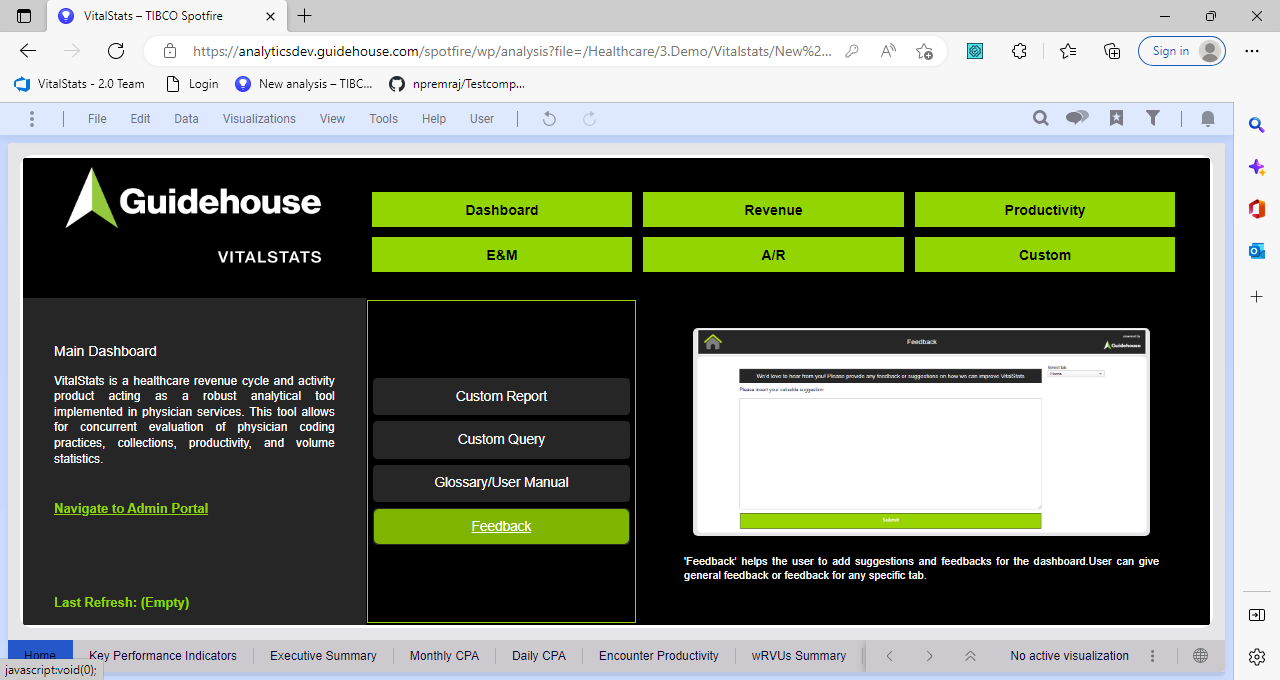 VitalStats – TIBCO Spotfire
https://analyticsdev.guidehouse.com/spotfire/wp/analysis?file=/Healthcare/3.Demo/Vitalstats/New%2...
Sign in
VitalStats - 2.0 Team
Login
New analysis – TIBC...
npremraj/Testcomp...
File
Edit
Data
Visualizations
View
Tools
Help
User
Guidehouse
VITALSTATS
Dashboard
Revenue
Productivity
E&M
A/R
Custom
Main Dashboard
VitalStats is a healthcare revenue cycle and activity
product acting as a robust analytical tool
implemented in physician services. This tool allows
for concurrent evaluation of physician coding
practices, collections, productivity, and volume
statistics.
Navigate to Admin Portal
Last Refresh: (Empty)
Custom Report
Custom Query
Glossary/User Manual
Feedback
Feedback
powered by
Guidehouse
We'd love to hear from you! Please provide any feedback or suggestions on how we can improve VitalStats.
Select tab
Home
Please insert your valuable suggestion
Submit
'Feedback' helps the user to add suggestions and feedbacks for the dashboard.User can give
general feedback or feedback for any specific tab.
Home
Key Performance Indicators
Executive Summary
Monthly CPA
Daily CPA
Encounter Productivity
wRVUs Summary
No active visualization
javascript:void(0);